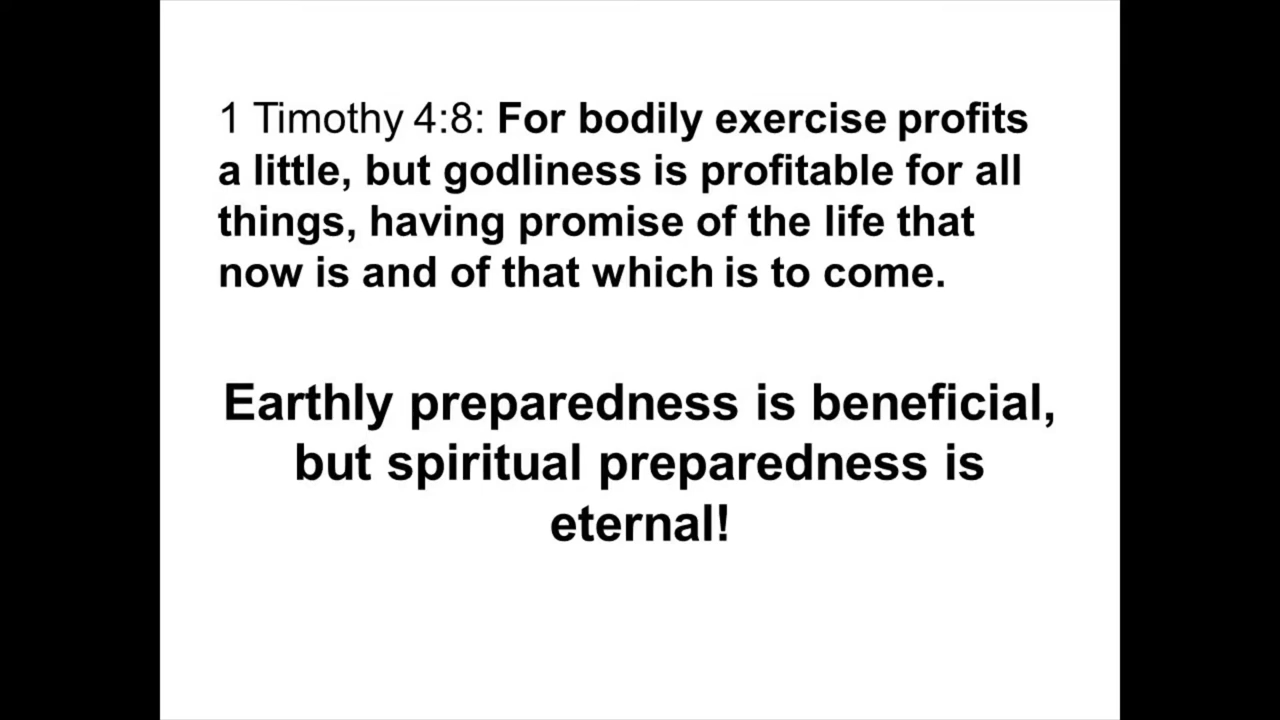 1 Timothy 4:8: For bodily exercise profits
a little, but godliness is profitable for all
things, having promise of the life that
now is and of that which is to come.
Earthly preparedness is beneficial,
but spiritual preparedness is
eternal!